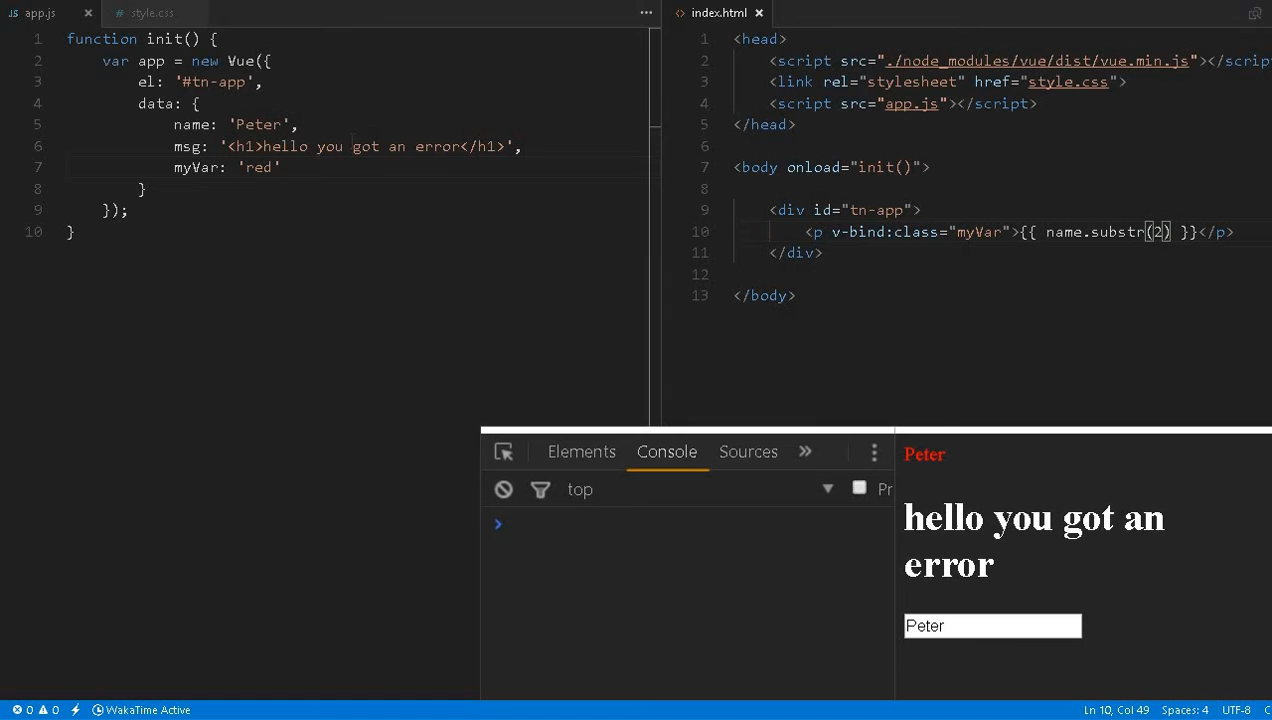 app.js
style.css
1 function init() {
2 var app = new Vue({
3 el: '#tn-app',
4 data: {
5 name: 'Peter',
6 msg: '<h1>hello you got an error</h1>',
7 myVar: 'red'
8 }
9 });
10 }
index.html
1 <head>
2 <script src="./node_modules/vue/dist/vue.min.js"></scrip
3 <link rel="stylesheet" href="style.css">
4 <script src="app.js"></script>
5 </head>
6
7 <body onload="init()">
8
9 <div id="tn-app">
10 <p v-bind:class="myVar">{{ name.substr(2) }}</p>
11 </div>
12
13 </body>
Elements Console Sources
top Pr
Peter
hello you got an
error
Peter
0 0 WakaTime Active Ln 10, Col 49 Spaces: 4 UTF-8 C